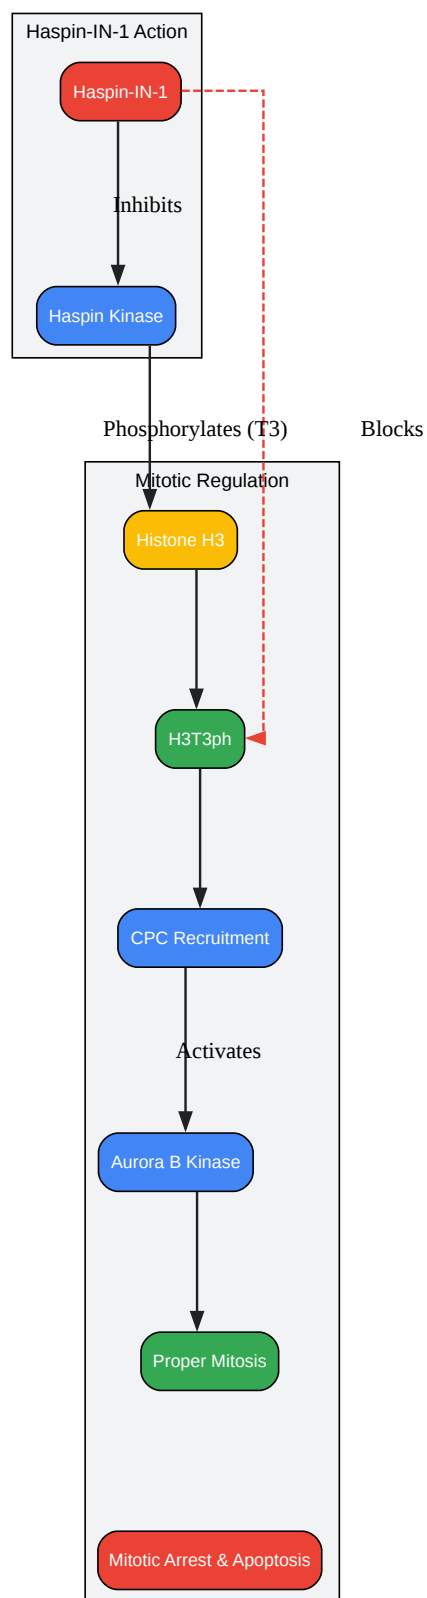 Haspin-IN-1 Action
Haspin-IN-1
Inhibits
Haspin Kinase
Phosphorylates (T3)
Blocks
Mitotic Regulation
Histone H3
H3T3ph
CPC Recruitment
Activates
Aurora B Kinase
Proper Mitosis
Mitotic Arrest & Apoptosis